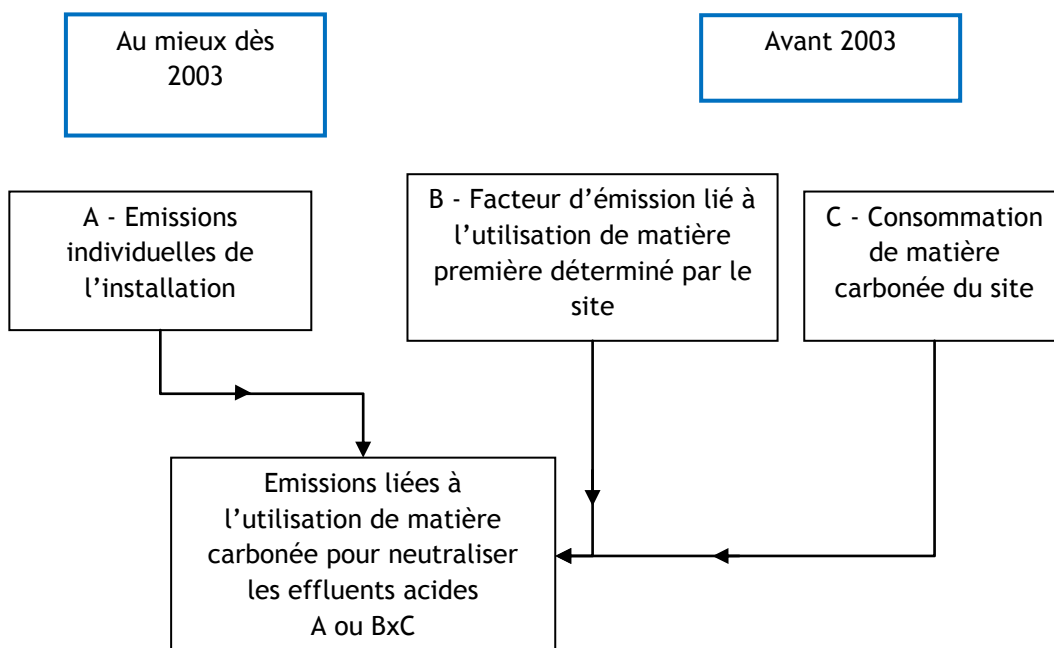 Au mieux dès
2003
Avant 2003
A - Emissions
individuelles de
l’installation
B - Facteur d’émission lié à
l’utilisation de matière
première déterminé par le
site
C - Consommation
de matière
carbonée du site
Emissions liées à
l’utilisation de matière
carbonée pour neutraliser
les effluents acides
A ou BxC